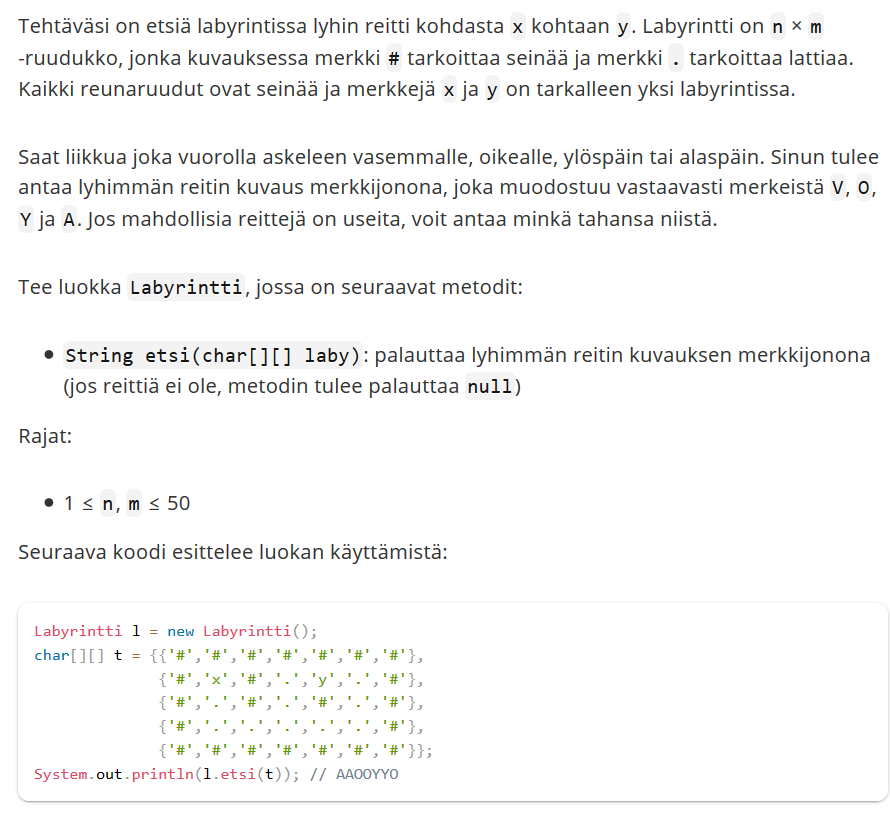 Tehtäväsi on etsiä labyrintissa lyhin reitti kohdasta x kohtaan y. Labyrintti on n × m
-ruudukko, jonka kuvauksessa merkki # tarkoittaa seinää ja merkki . tarkoittaa lattiaa.
Kaikki reunaruudut ovat seinää ja merkkejä x ja y on tarkalleen yksi labyrintissa.
Saat liikkua joka vuorolla askeleen vasemmalle, oikealle, ylöspäin tai alaspäin. Sinun tulee
antaa lyhimmän reitin kuvaus merkkijonona, joka muodostuu vastaavasti merkeistä V, O,
Y ja A. Jos mahdollisia reittejä on useita, voit antaa minkä tahansa niistä.
Tee luokka Labyrintti, jossa on seuraavat metodit:
• String etsi(char[][] laby): palauttaa lyhimmän reitin kuvauksen merkkijonona
(jos reittiä ei ole, metodin tulee palauttaa null)
Rajat:
• 1 ≤ n, m ≤ 50
Seuraava koodi esittelee luokan käyttämistä:
Labyrintti l = new Labyrintti();
char[][] t = {{'#','#','#','#','#','#','#'},
{'#','x','#','.','y','.','#'},
{'#','.','#','.','#','.','#'},
{'#','.','.','.','.','.','#'},
{'#','#','#','#','#','#','#'}};
System.out.println(l.etsi(t)); // AAOOYYO